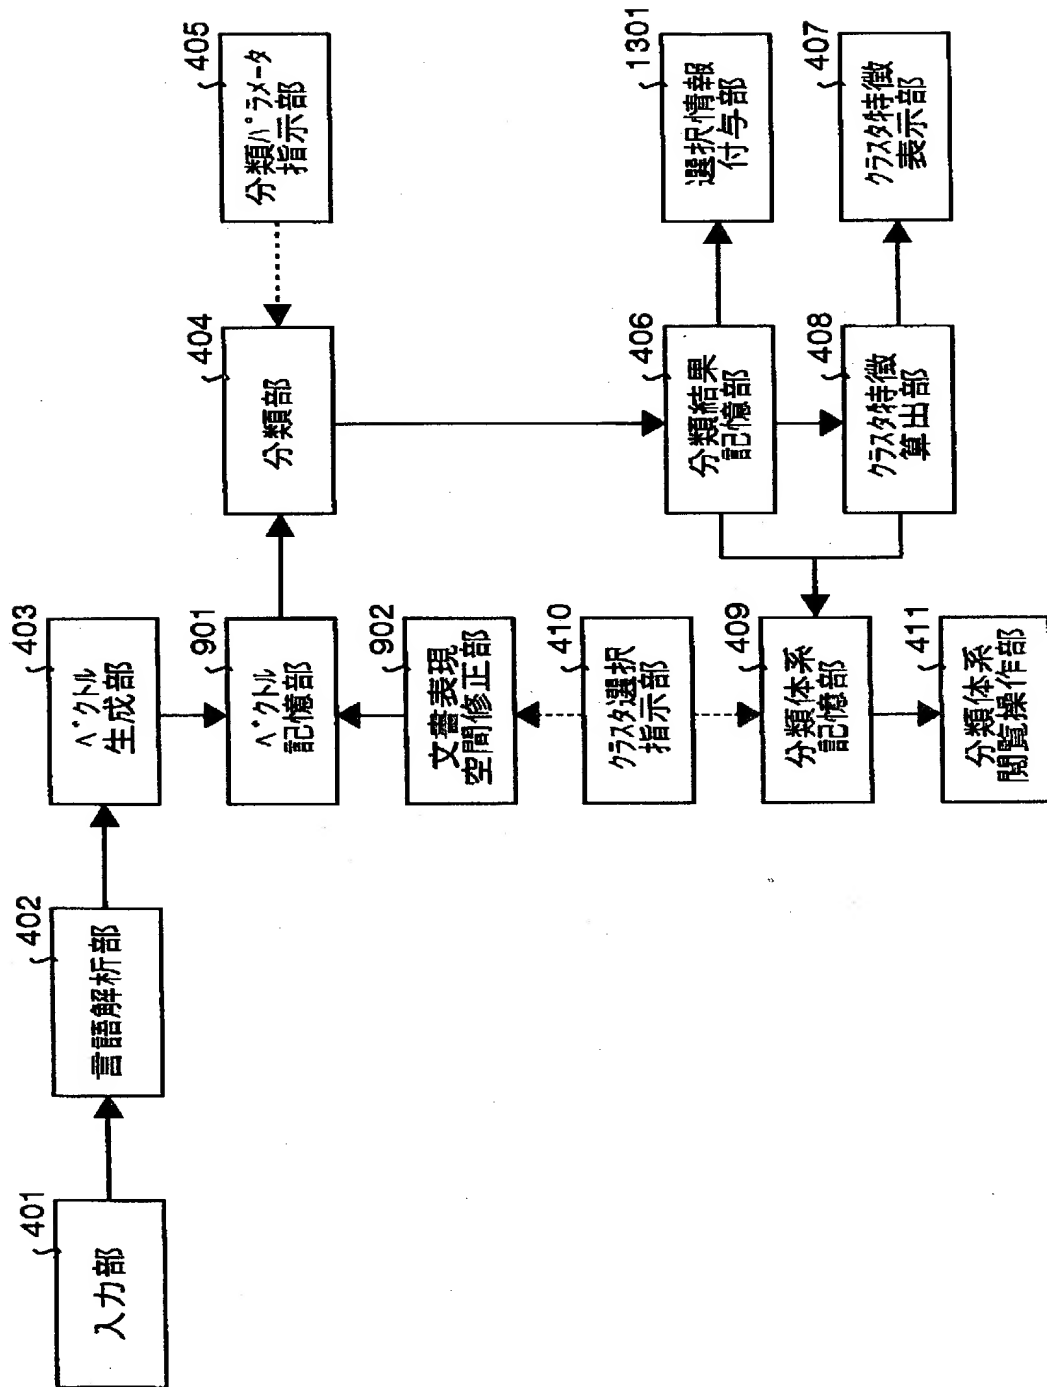 401
入力部
402
言語解析部
403
ベクトル
生成部
901
ベクトル
記憶部
902
文書表現
空間修正部
410
クラスタ選択
指示部
409
分類体系
記憶部
411
分類体系
閲覧操作部
404
分類部
405
分類パラメータ
指示部
406
分類結果
記憶部
408
クラスタ特徴
算出部
1301
選択情報
付与部
407
クラスタ特徴
表示部